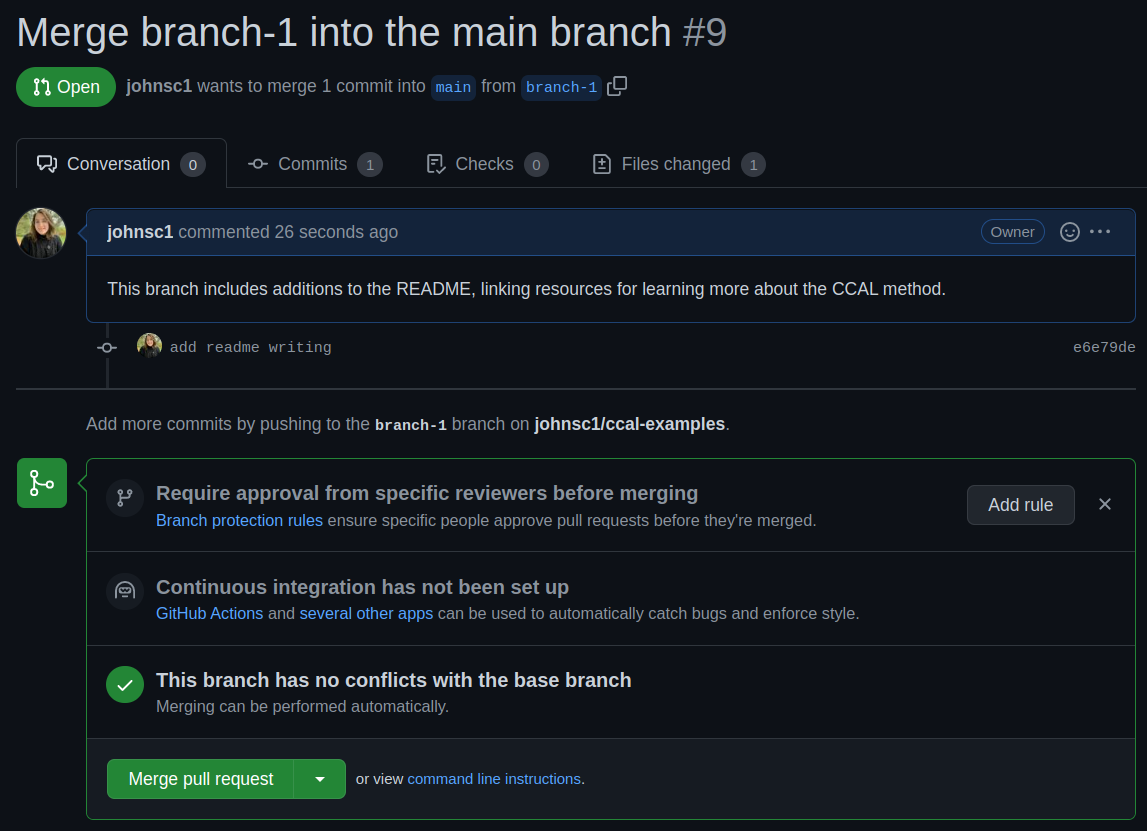 Merge branch-1 into the main branch #9
Open johnsc1 wants to merge 1 commit into main from branch-1
Conversation 0 Commits 1 Checks 0 Files changed 1
johnsc1 commented 26 seconds ago Owner
This branch includes additions to the README, linking resources for learning more about the CCAL method.
add readme writing e6e79de
Add more commits by pushing to the branch-1 branch on johnsc1/ccal-examples.
Require approval from specific reviewers before merging
Branch protection rules ensure specific people approve pull requests before they're merged.
Add rule
Continuous integration has not been set up
GitHub Actions and several other apps can be used to automatically catch bugs and enforce style.
This branch has no conflicts with the base branch
Merging can be performed automatically.
Merge pull request or view command line instructions.